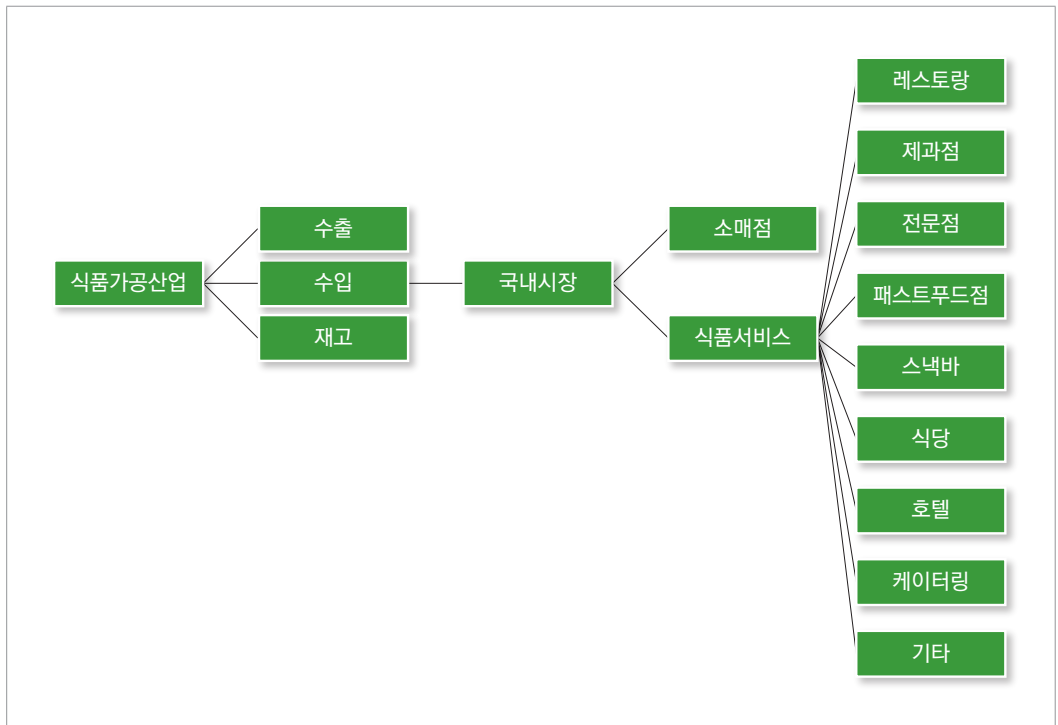 식품가공산업
수출
수입
재고
국내시장
소매점
식품서비스
레스토랑
제과점
전문점
패스트푸드점
스낵바
식당
호텔
케이터링
기타